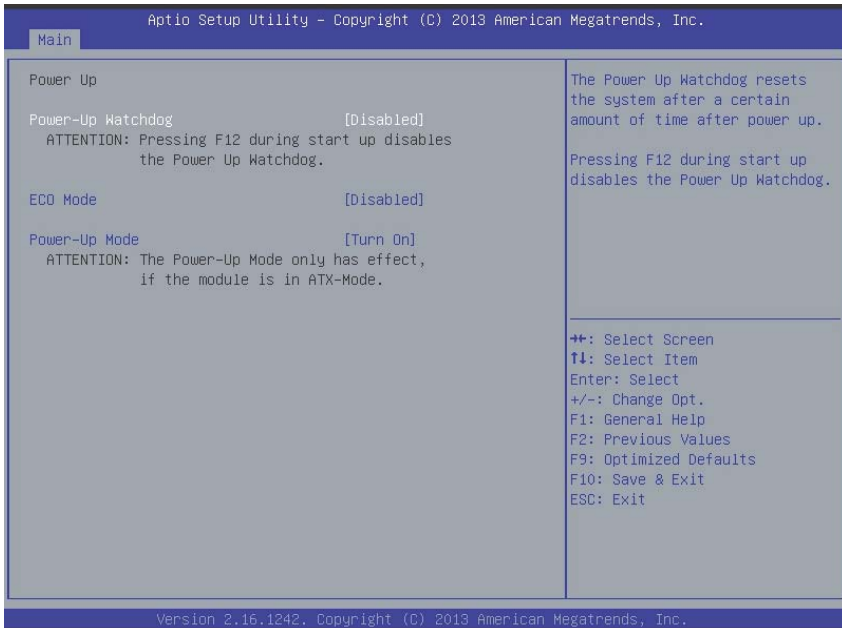 Aptio Setup Utility – Copyright (C) 2013 American Megatrends, Inc.
Main
Power Up
Power-Up Watchdog [Disabled]
ATTENTION: Pressing F12 during start up disables
the Power Up Watchdog.
ECO Mode [Disabled]
Power-Up Mode [Turn On]
ATTENTION: The Power-Up Mode only has effect,
if the module is in ATX-Mode.
The Power Up Watchdog resets
the system after a certain
amount of time after power up.
Pressing F12 during start up
disables the Power Up Watchdog.
→←: Select Screen
↑↓: Select Item
Enter: Select
+/-: Change Opt.
F1: General Help
F2: Previous Values
F9: Optimized Defaults
F10: Save & Exit
ESC: Exit
Version 2.16.1242. Copyright (C) 2013 American Megatrends, Inc.